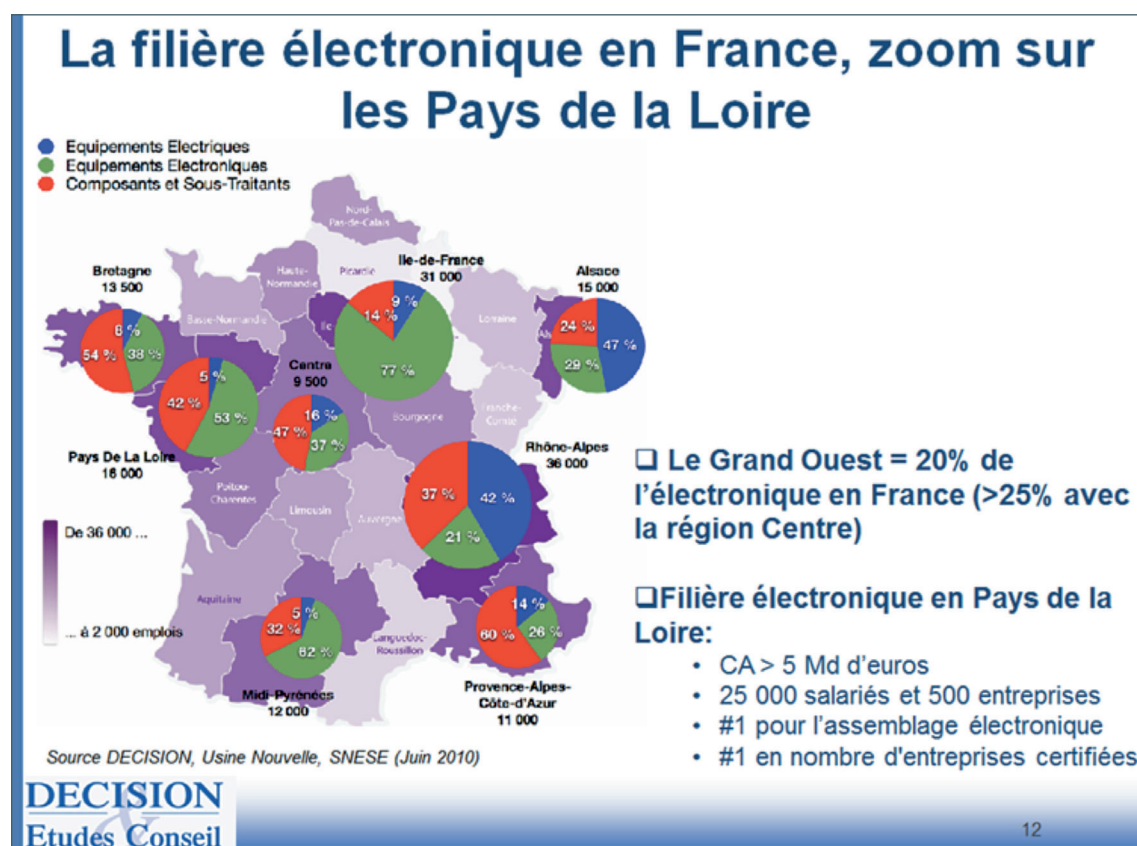 La filière électronique en France, zoom sur
les Pays de la Loire
Equipements Electriques
Equipements Electroniques
Composants et Sous-Traitants
Nord-
Pas-de-Calais
Haute-
Normandie
Picardie
Ile-de-France
31 000
9 %
14 %
77 %
Bretagne
13 500
8 %
54 %
38 %
Basse-Normandie
Ile
Lorraine
Alsace
15 000
Als
24 %
47 %
29 %
5 %
42 %
53 %
Pays De La Loire
16 000
Centre
9 500
16 %
47 %
37 %
Bourgogne
Franche-
Comté
Rhône-Alpes
36 000
37 %
42 %
21 %
Poitou-
Charentes
Limousin
Auvergne
De 36 000 ...
... à 2 000 emplois
Aquitaine
5 %
32 %
62 %
Midi-Pyrénées
12 000
Languedoc-
Roussillon
14 %
60 %
26 %
Provence-Alpes-
Côte-d'Azur
11 000
❑ Le Grand Ouest = 20% de
l'électronique en France (>25% avec
la région Centre)
❑Filière électronique en Pays de la
Loire:
• CA > 5 Md d'euros
• 25 000 salariés et 500 entreprises
• #1 pour l'assemblage électronique
• #1 en nombre d'entreprises certifiées
Source DECISION, Usine Nouvelle, SNESE (Juin 2010)
DECISION
&
Etudes Conseil
12